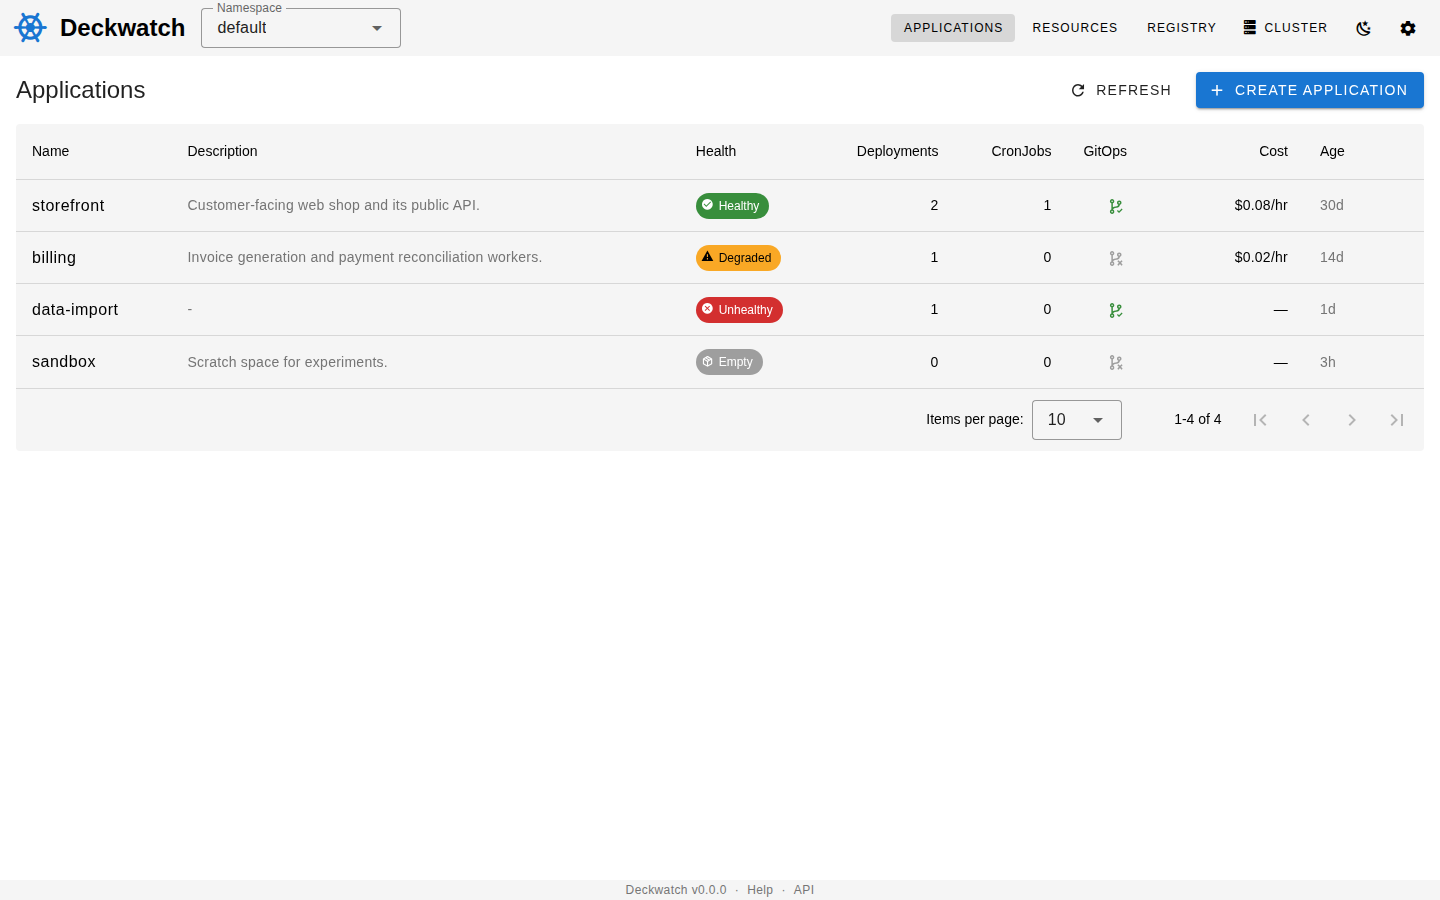 Deckwatch
Namespace
default
APPLICATIONS
RESOURCES
REGISTRY
CLUSTER
Applications
REFRESH
CREATE APPLICATION
Name Description Health Deployments CronJobs GitOps Cost Age
storefront Customer-facing web shop and its public API. Healthy 2 1 $0.08/hr 30d
billing Invoice generation and payment reconciliation workers. Degraded 1 0 $0.02/hr 14d
data-import - Unhealthy 1 0 — 1d
sandbox Scratch space for experiments. Empty 0 0 — 3h
Items per page: 10 1-4 of 4
Deckwatch v0.0.0 · Help · API